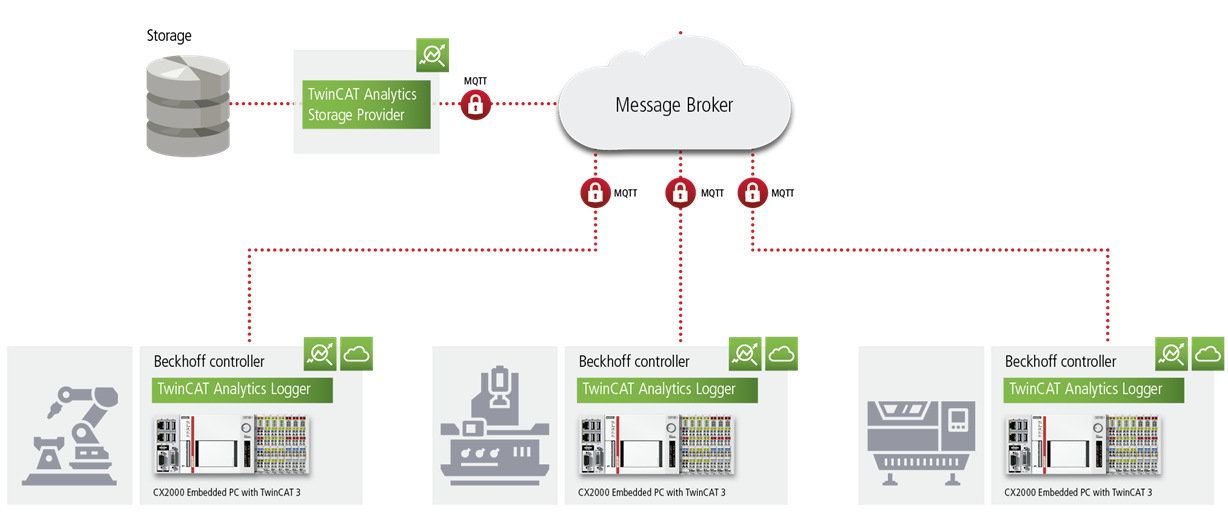 Storage
TwinCAT Analytics
Storage Provider
MQTT
Message Broker
MQTT
MQTT
MQTT
Beckhoff controller
TwinCAT Analytics Logger
CX2000 Embedded PC with TwinCAT 3
Beckhoff controller
TwinCAT Analytics Logger
CX2000 Embedded PC with TwinCAT 3
Beckhoff controller
TwinCAT Analytics Logger
CX2000 Embedded PC with TwinCAT 3